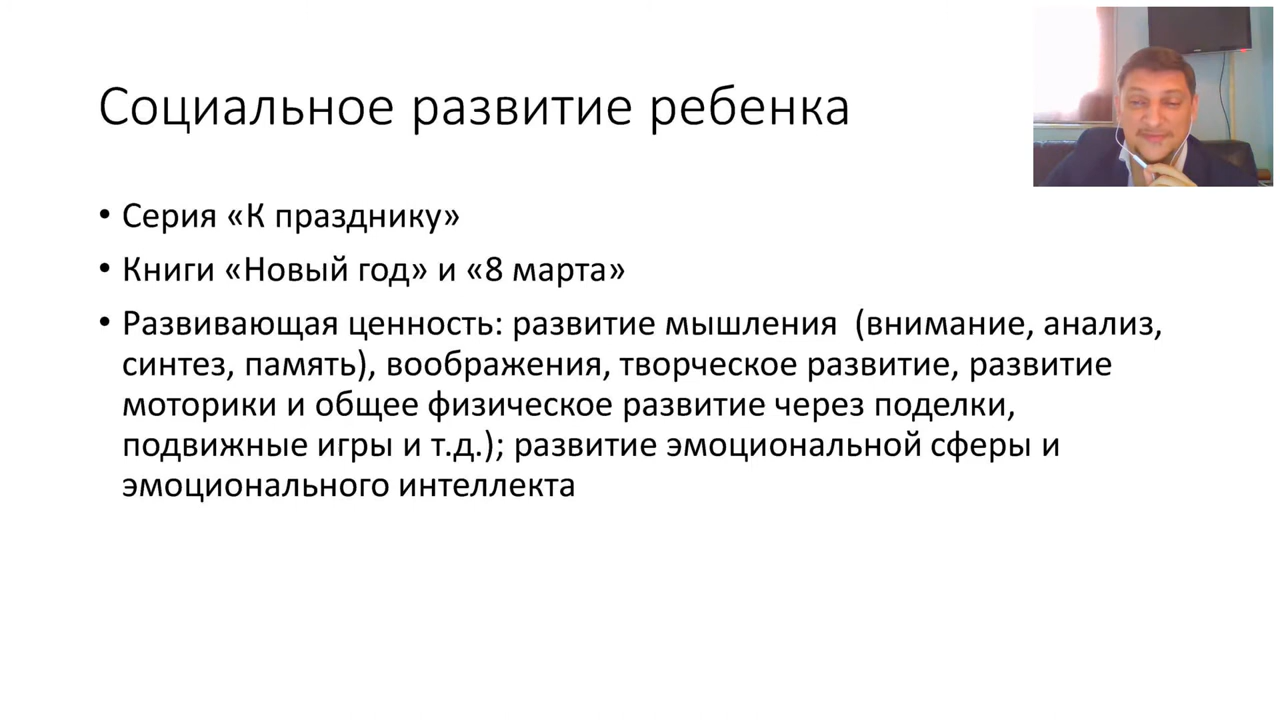 Социальное развитие ребенка
• Серия «К празднику»
• Книги «Новый год» и «8 марта»
• Развивающая ценность: развитие мышления (внимание, анализ,
синтез, память), воображения, творческое развитие, развитие
моторики и общее физическое развитие через поделки,
подвижные игры и т.д.); развитие эмоциональной сферы и
эмоционального интеллекта